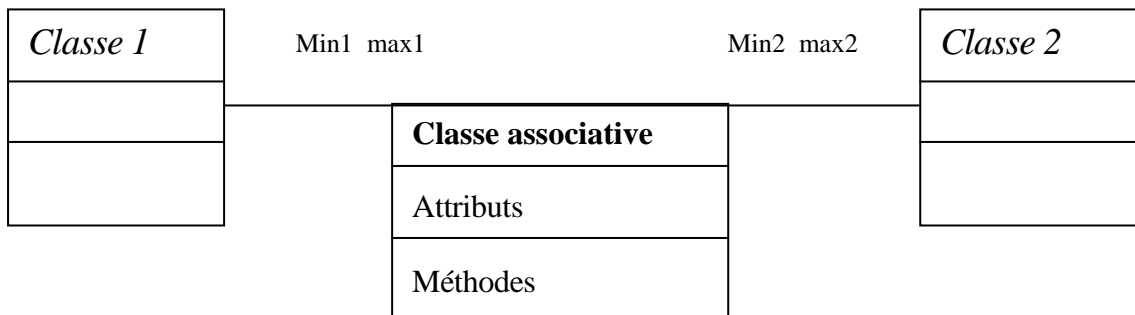 Classe 1 Min1 max1 Min2 max2 Classe 2
Classe associative
Attributs
Méthodes